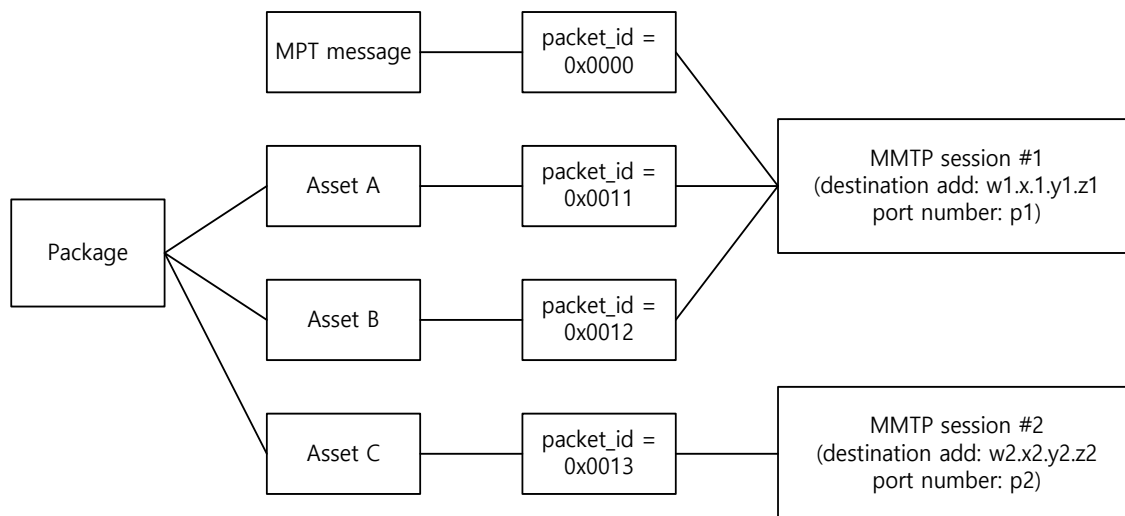 MPT message
packet_id =
0x0000
Asset A
packet_id =
0x0011
MMTP session #1
(destination add: w1.x.1.y1.z1
port number: p1)
Package
Asset B
packet_id =
0x0012
Asset C
packet_id =
0x0013
MMTP session #2
(destination add: w2.x2.y2.z2
port number: p2)